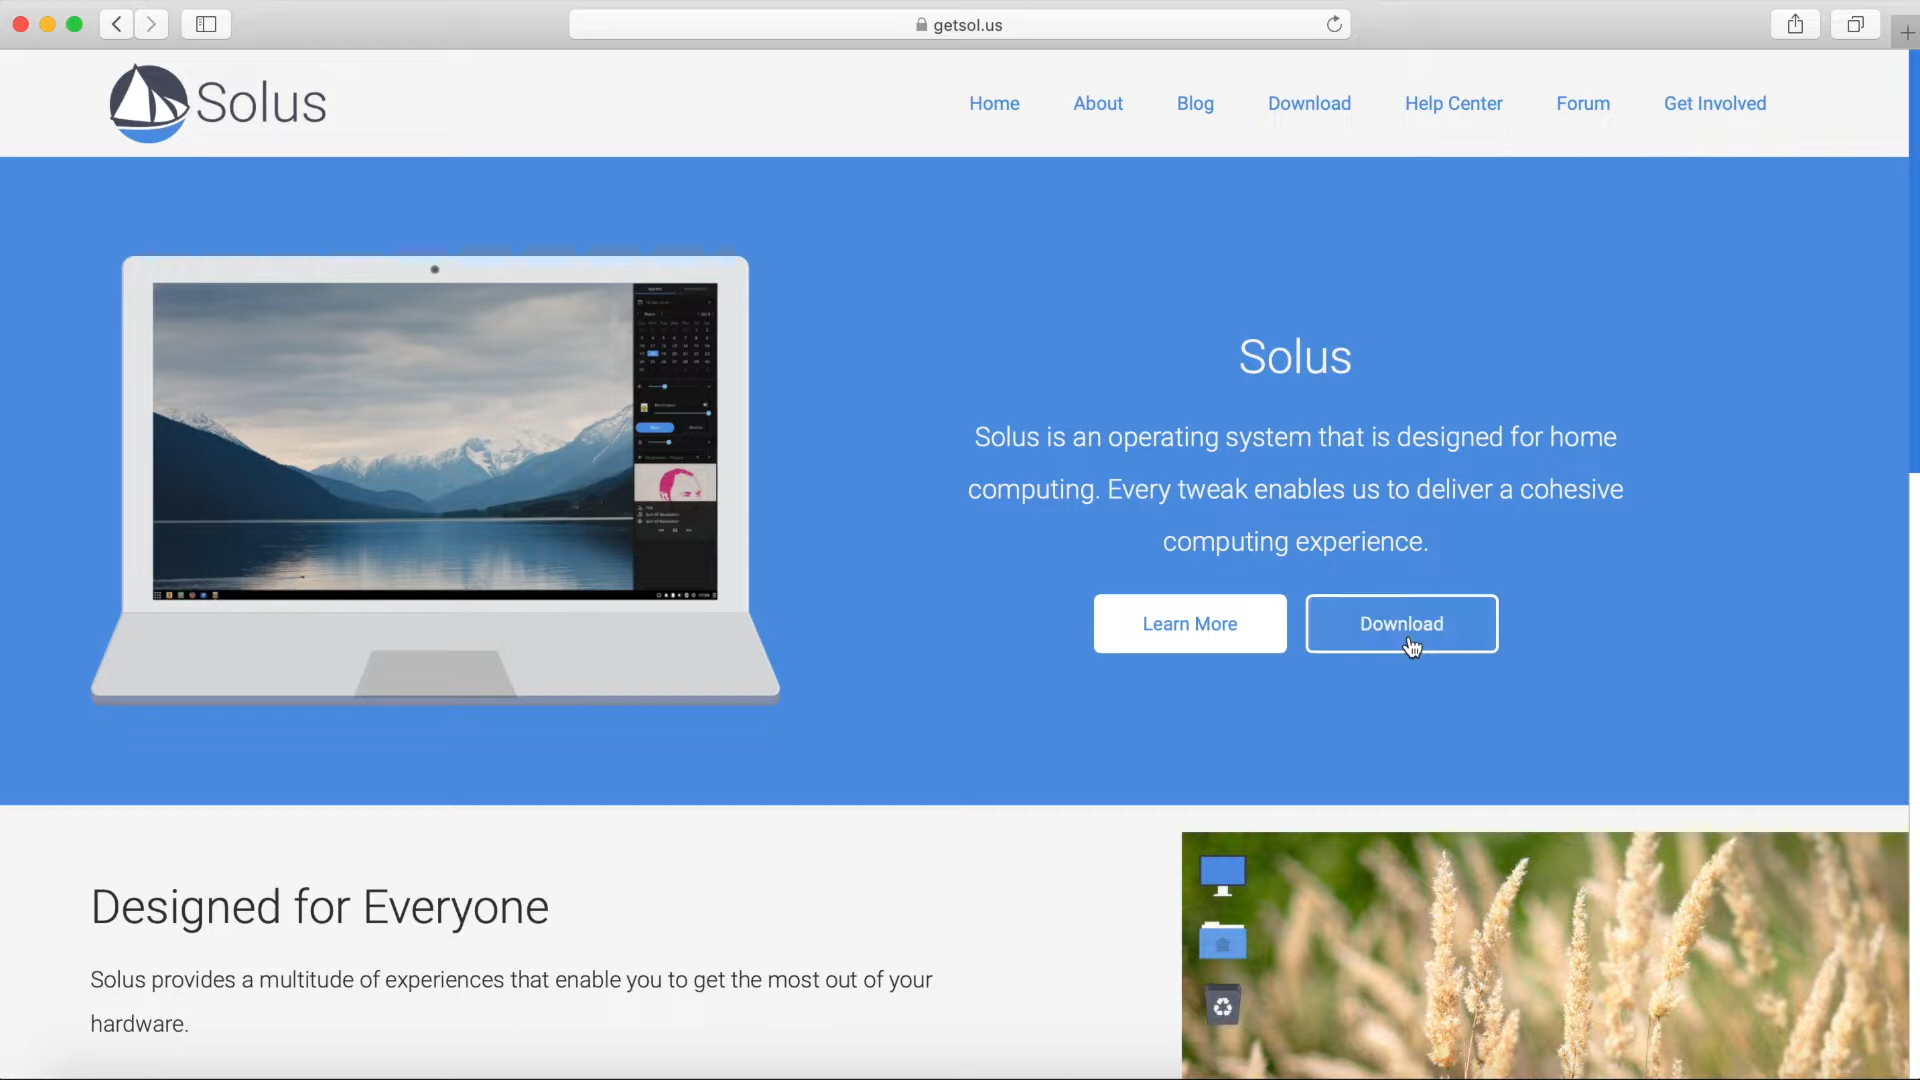 getsol.us
Solus
Home
About
Blog
Download
Help Center
Forum
Get Involved
Solus
Solus is an operating system that is designed for home
computing. Every tweak enables us to deliver a cohesive
computing experience.
Learn More
Download
Designed for Everyone
Solus provides a multitude of experiences that enable you to get the most out of your
hardware.